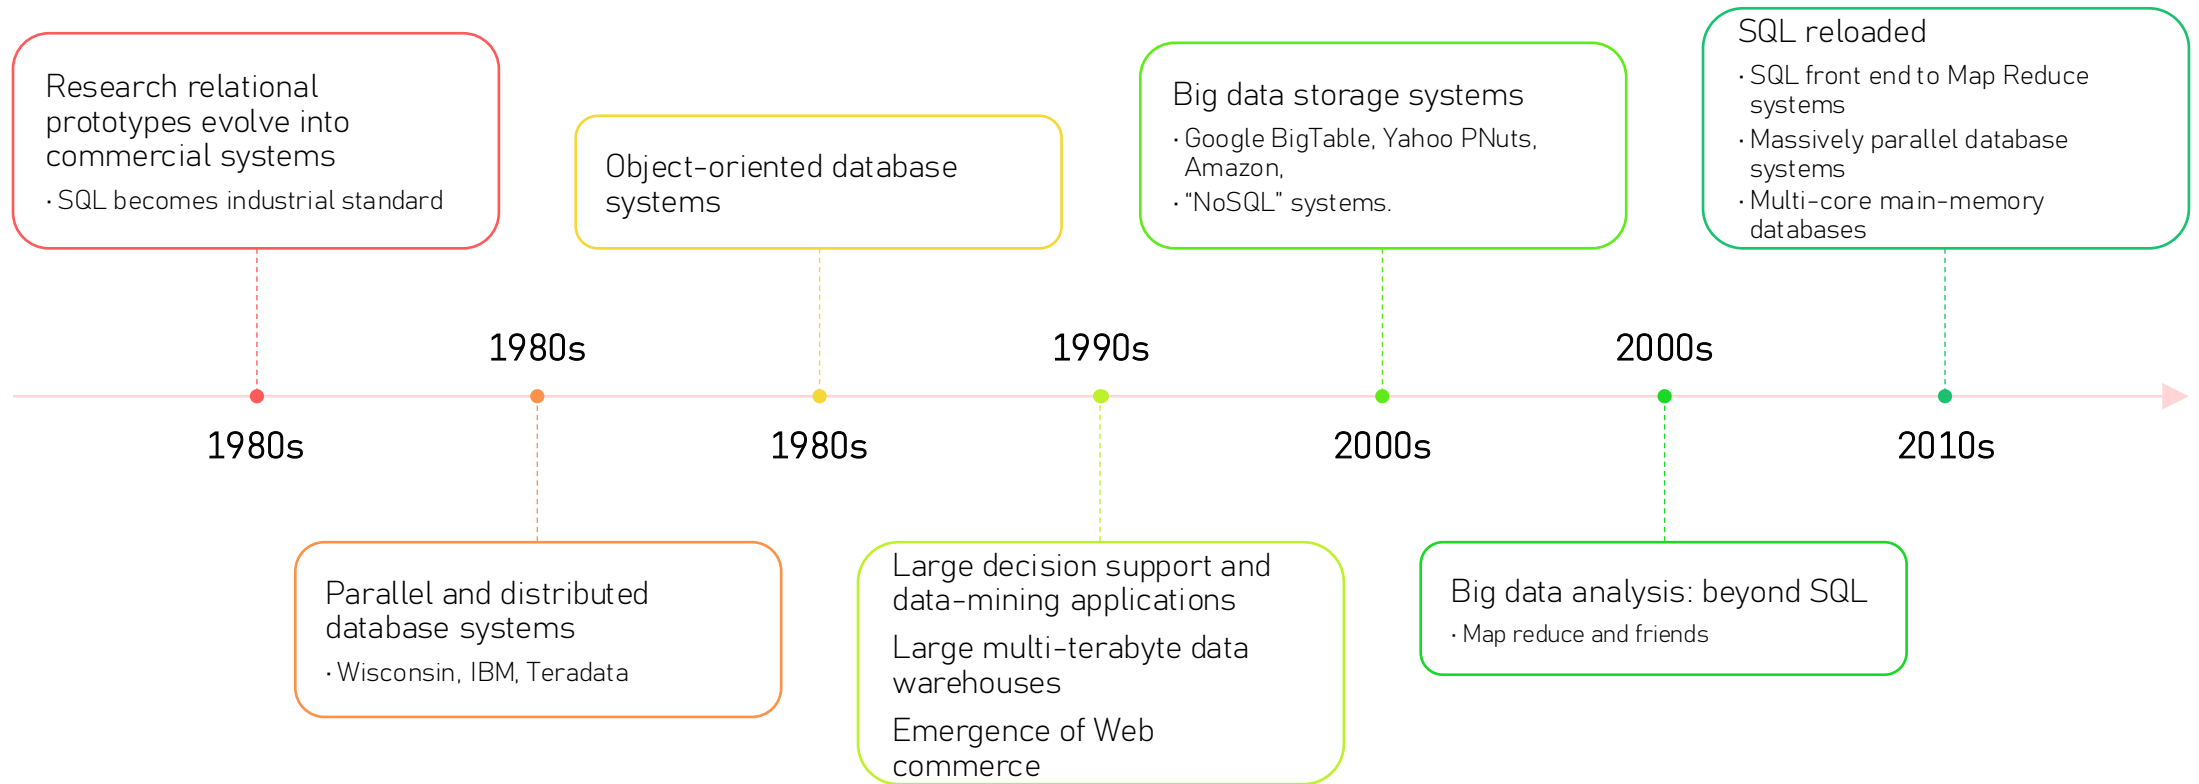 Research relational
prototypes evolve into
commercial systems
· SQL becomes industrial standard
1980s
1980s
Parallel and distributed
database systems
· Wisconsin, IBM, Teradata
Object-oriented database
systems
1980s
1990s
Large decision support and
data-mining applications
Large multi-terabyte data
warehouses
Emergence of Web
commerce
Big data storage systems
· Google BigTable, Yahoo PNuts,
Amazon,
· “NoSQL” systems.
2000s
2000s
Big data analysis: beyond SQL
· Map reduce and friends
SQL reloaded
· SQL front end to Map Reduce
systems
· Massively parallel database
systems
· Multi-core main-memory
databases
2010s